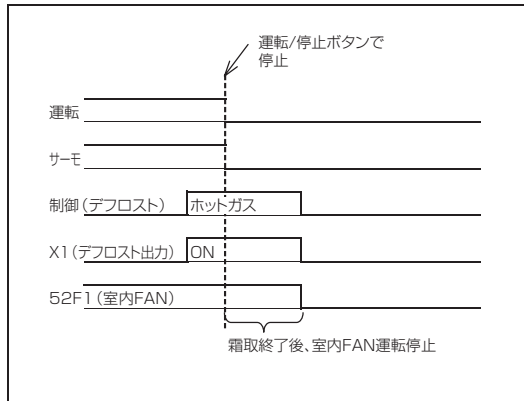 運転/停止ボタンで
停止
運転
サーモ
制御(デフロスト) ホットガス
X1(デフロスト出力) ON
52F1(室内FAN)
霜取終了後、室内FAN運転停止